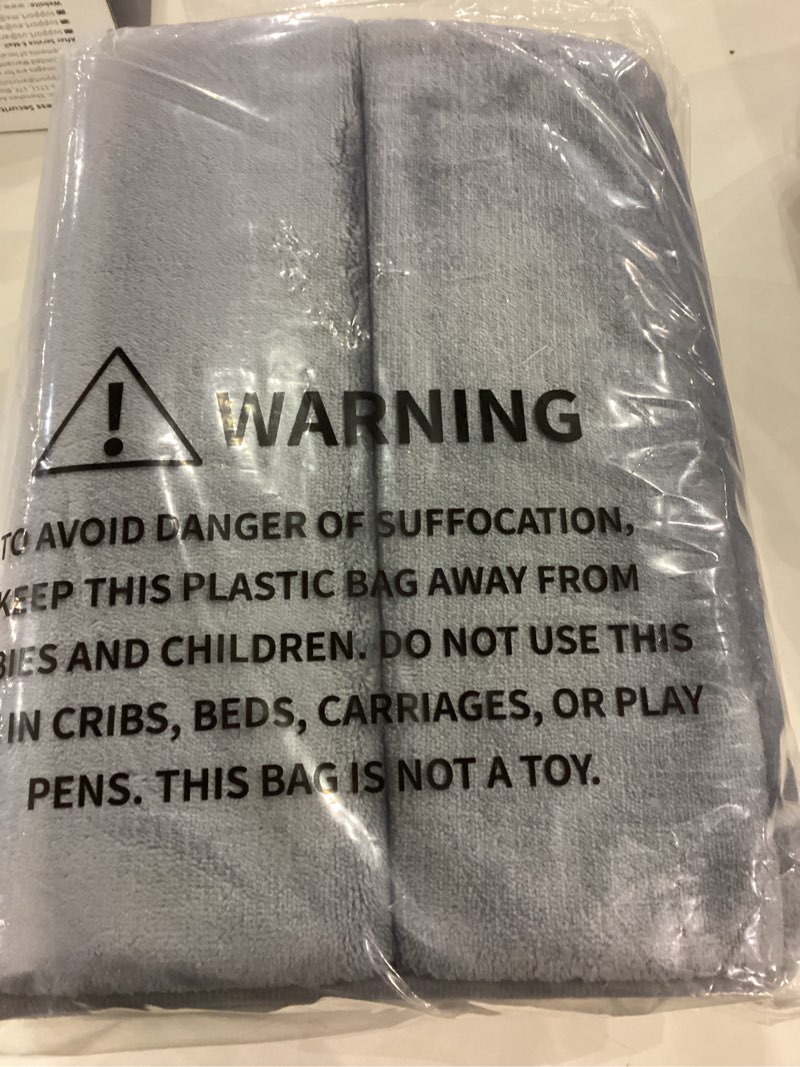 WARNING
TO AVOID DANGER OF SUFFOCATION,
KEEP THIS PLASTIC BAG AWAY FROM
BIES AND CHILDREN. DO NOT USE THIS
IN CRIBS, BEDS, CARRIAGES, OR PLAY
PENS. THIS BAG IS NOT A TOY.